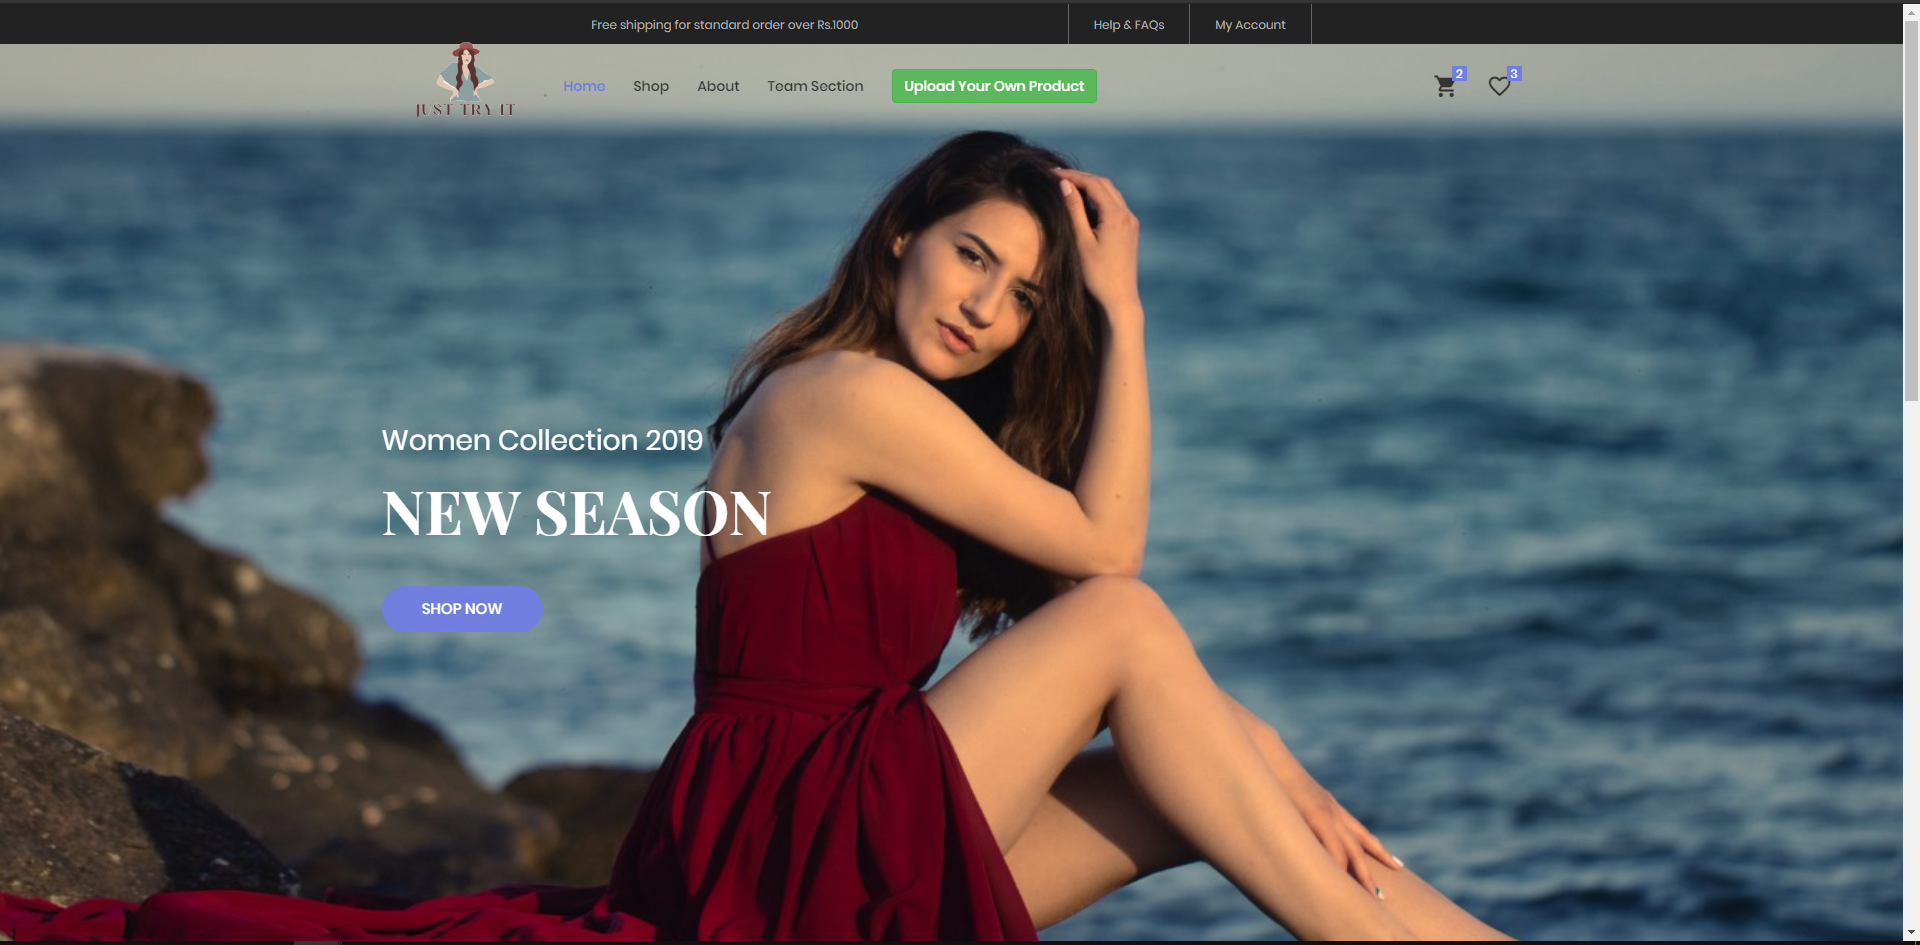 Free shipping for standard order over Rs.1000
Help & FAQs
My Account
JUST TRY IT
Home
Shop
About
Team Section
Upload Your Own Product
2
3
Women Collection 2019
NEW SEASON
SHOP NOW